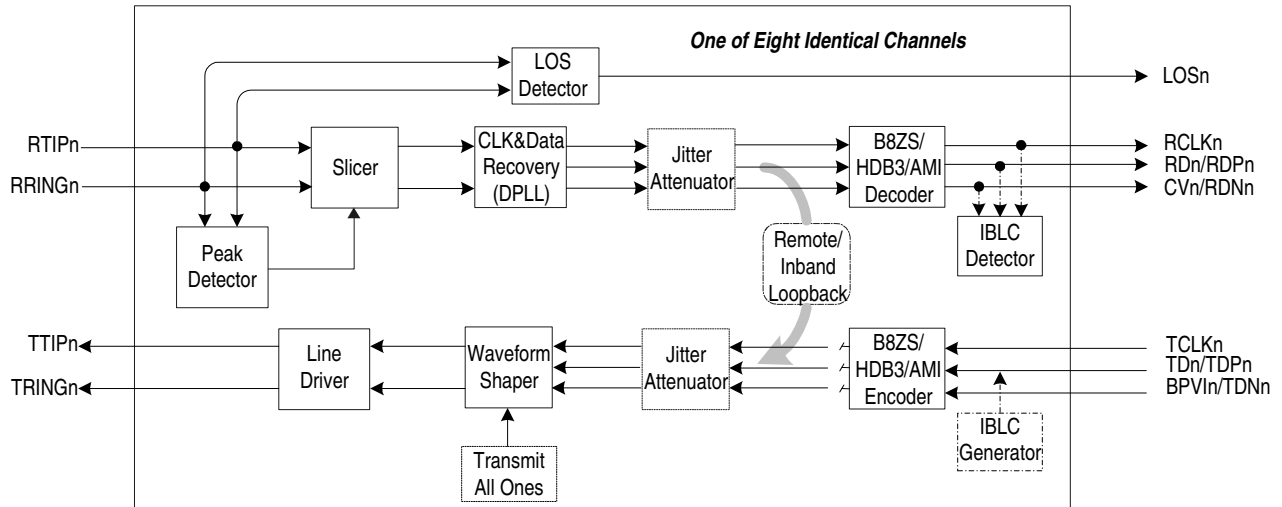 One of Eight Identical Channels
LOS
Detector
LOSn
RTIPn
RRINGn
Slicer
CLK&Data
Recovery
(DPLL)
Jitter
Attenuator
B8ZS/
HDB3/AMI
Decoder
RCLKn
RDn/RDPn
CVn/RDNn
Peak
Detector
Remote/
Inband
Loopback
IBLC
Detector
TTIPn
TRINGn
Line
Driver
Waveform
Shaper
Jitter
Attenuator
B8ZS/
HDB3/AMI
Encoder
TCLKn
TDn/TDPn
BPVIn/TDNn
Transmit
All Ones
IBLC
Generator